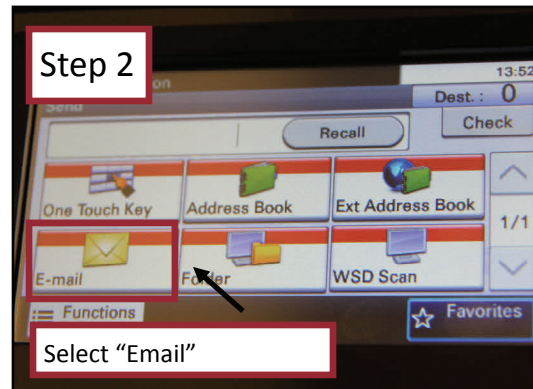 Step 2
13:52
Send
Dest. : 0
Recall
Check
One Touch Key
Address Book
Ext Address Book
1/1
E-mail
WSD Scan
Functions
Favorites
Select “Email”